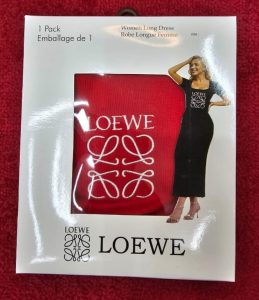 1 Pack
Emballage de 1
Women Long Dress
Robe Longue Femme
LOEWE
LOEWE
LOEWE